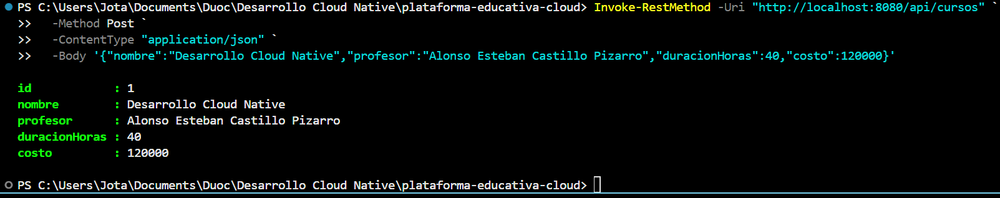 PS C:\Users\Jota\Documents\Duoc\Desarrollo Cloud Native\plataforma-educativa-cloud> Invoke-RestMethod -Uri "http://localhost:8080/api/cursos" `
>>   -Method Post `
>>   -ContentType "application/json" `
>>   -Body '{"nombre":"Desarrollo Cloud Native","profesor":"Alonso Esteban Castillo Pizarro","duracionHoras":40,"costo":120000}'
id            : 1
nombre        : Desarrollo Cloud Native
profesor      : Alonso Esteban Castillo Pizarro
duracionHoras : 40
costo         : 120000
PS C:\Users\Jota\Documents\Duoc\Desarrollo Cloud Native\plataforma-educativa-cloud>